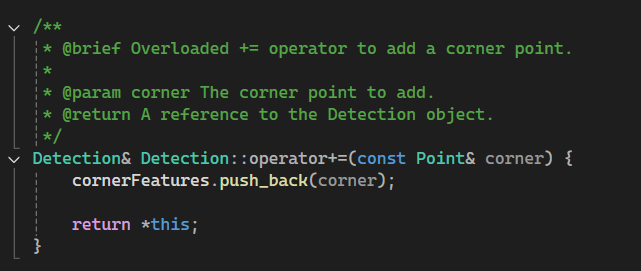 /**
 * @brief Overloaded += operator to add a corner point.
 *
 * @param corner The corner point to add.
 * @return A reference to the Detection object.
 */
Detection& Detection::operator+=(const Point& corner) {
    cornerFeatures.push_back(corner);

    return *this;
}